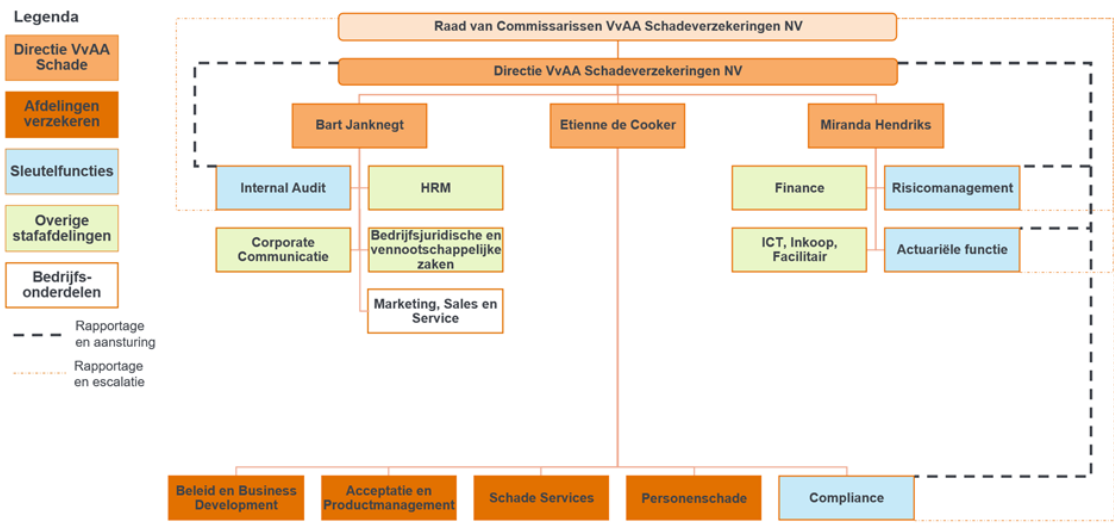 Legenda
Directie VvAA
Schade
Afdelingen
verzekeren
Sleutelfuncties
Overige
stafafdelingen
Bedrijfs-
onderdelen
Rapportage
en aansturing
Rapportage
en escalatie
Raad van Commissarissen VvAA Schadeverzekeringen NV
Directie VvAA Schadeverzekeringen NV
Bart Janknegt
Etienne de Cooker
Miranda Hendriks
Internal Audit
HRM
Finance
Risicomanagement
Corporate
Communicatie
Bedrijfsjuridische en
vennootschappelijke
zaken
ICT, Inkoop,
Facilitair
Actuariële functie
Marketing, Sales en
Service
Beleid en Business
Development
Acceptatie en
Productmanagement
Schade Services
Personenschade
Compliance